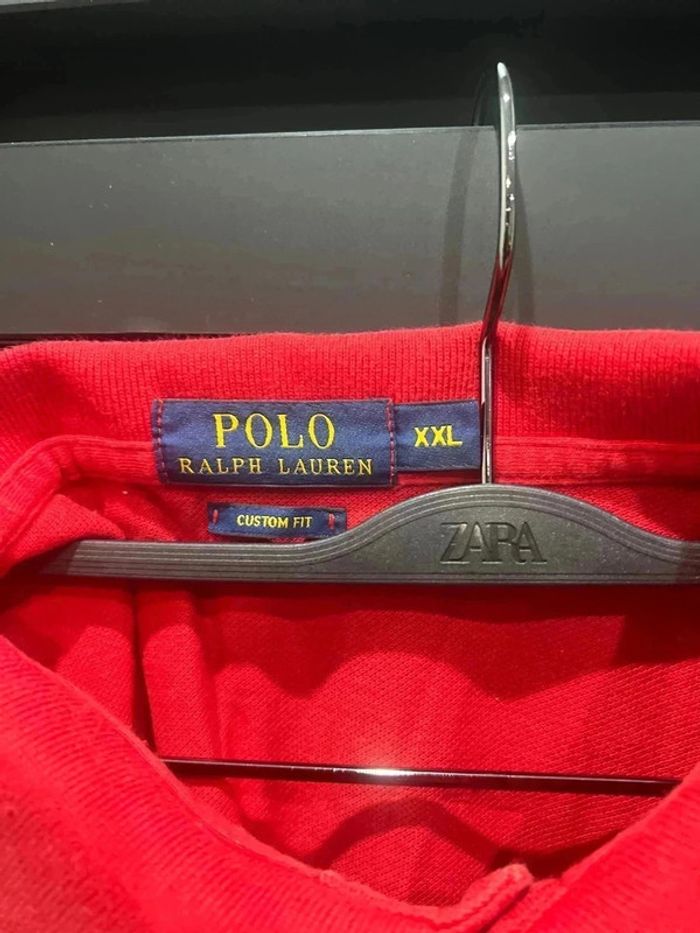 POLO
RALPH LAUREN
XXL
CUSTOM FIT
ZARA